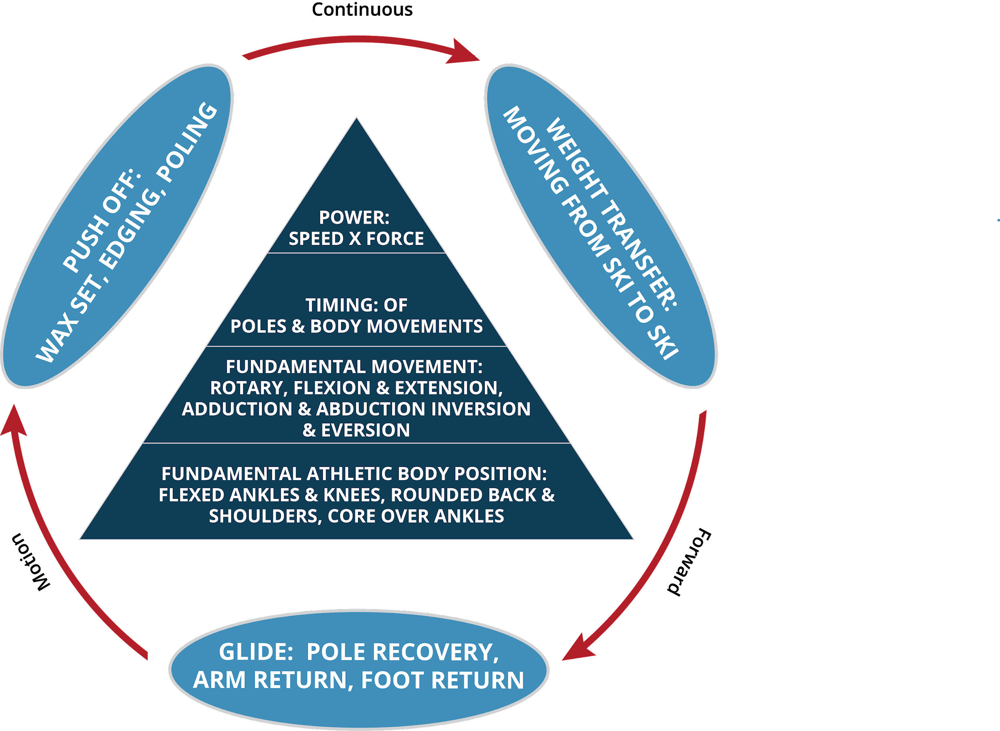 Continuous
PUSH OFF:
WAX SET, EDGING, POLING
WEIGHT TRANSFER:
MOVING FROM SKI TO SKI
POWER:
SPEED X FORCE
TIMING: OF
POLES & BODY MOVEMENTS
FUNDAMENTAL MOVEMENT:
ROTARY, FLEXION & EXTENSION,
ADDUCTION & ABDUCTION INVERSION
& EVERSION
FUNDAMENTAL ATHLETIC BODY POSITION:
FLEXED ANKLES & KNEES, ROUNDED BACK &
SHOULDERS, CORE OVER ANKLES
Forward
Motion
GLIDE: POLE RECOVERY,
ARM RETURN, FOOT RETURN